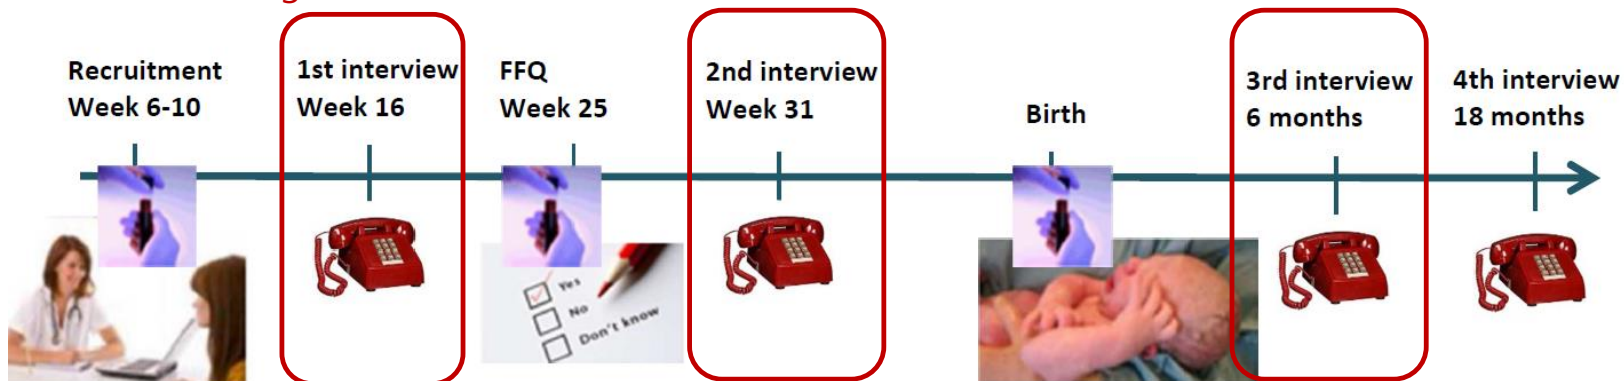 Recruitment
Week 6-10
1st interview
Week 16
FFQ
Week 25
2nd interview
Week 31
Birth
3rd interview
6 months
4th interview
18 months
Yes
No
Don't know